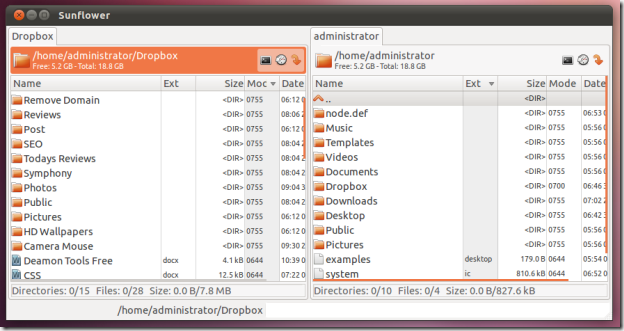 Sunflower
Dropbox
/home/administrator/Dropbox
Free: 5.2 GB - Total: 18.8 GB
Name Ext Size Moc Date
Remove Domain <DIR> 0755 06:12
Reviews <DIR> 0755 08:06
Post <DIR> 0755 06:12
SEO <DIR> 0755 08:04
Todays Reviews <DIR> 0755 08:04
Symphony <DIR> 0755 08:04
Photos <DIR> 0755 09:04
Public <DIR> 0755 08:04
Pictures <DIR> 0755 06:12
HD Wallpapers <DIR> 0755 06:12
Camera Mouse <DIR> 0755 09:30
Deamon Tools Free docx 4.1 kB 0644 10:39
CSS docx 12.5 kB 0644 07:22
Directories: 0/15 Files: 0/28 Size: 0.0 B/7.8 MB
administrator
/home/administrator
Free: 5.2 GB - Total: 18.8 GB
Name Ext Size Mode Date
.. <DIR>
node.def <DIR> 0755 06:53
Music <DIR> 0755 05:56
Templates <DIR> 0755 05:56
Videos <DIR> 0755 05:56
Documents <DIR> 0755 05:56
Dropbox <DIR> 0700 06:46
Downloads <DIR> 0755 07:02
Desktop <DIR> 0755 06:42
Public <DIR> 0755 05:56
Pictures <DIR> 0755 05:56
examples desktop 179.0 B 0644 05:54
system ic 810.6 kB 0644 06:52
Directories: 0/10 Files: 0/4 Size: 0.0 B/827.6 kB
/home/administrator/Dropbox